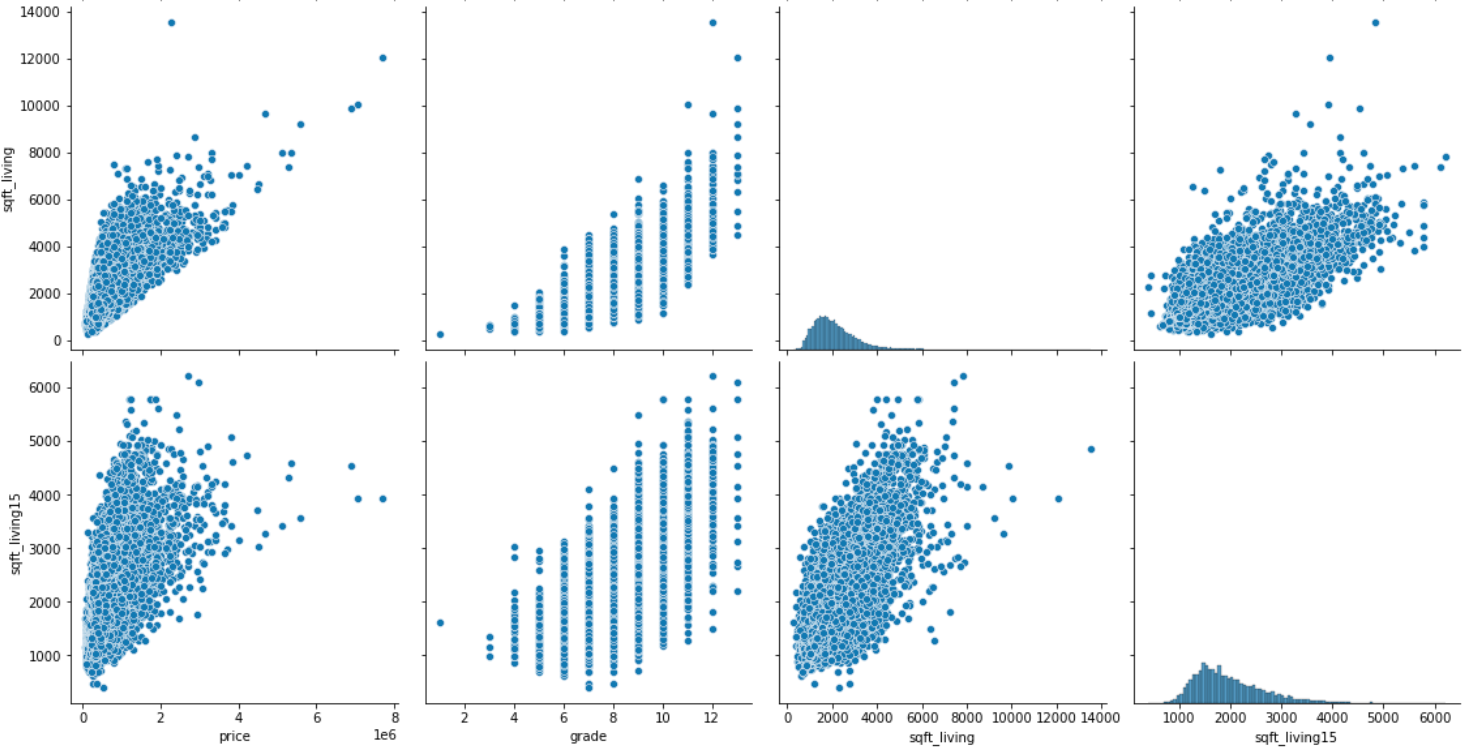 14000
12000
10000
8000
6000
4000
2000
0
sqft_living
6000
5000
4000
3000
2000
1000
sqft_living15
0 2 4 6 8
1e6
price
2 4 6 8 10 12
grade
0 2000 4000 6000 8000 10000 12000 14000
sqft_living
1000 2000 3000 4000 5000 6000
sqft_living15